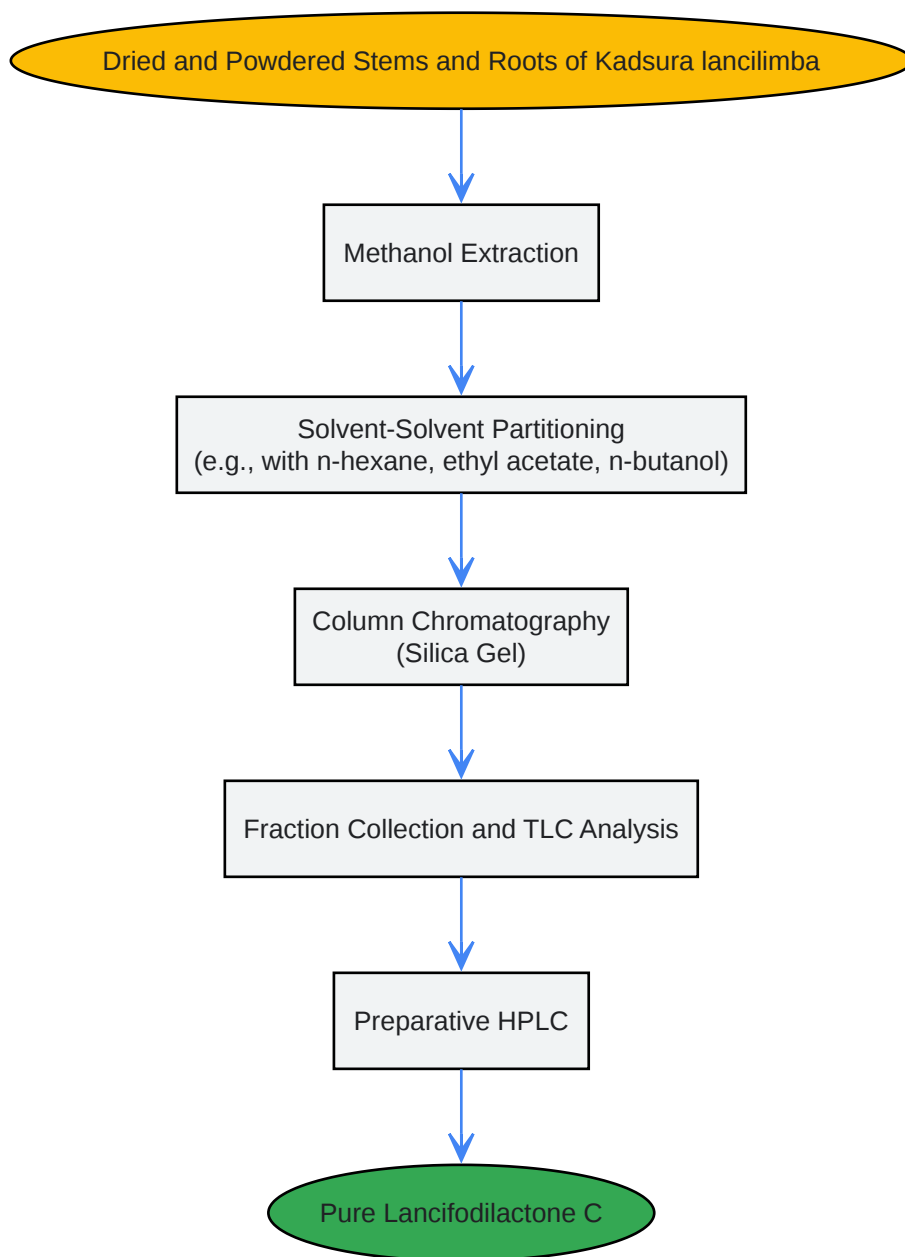 Dried and Powdered Stems and Roots of Kadsura lancilimba
Methanol Extraction
Solvent-Solvent Partitioning
(e.g., with n-hexane, ethyl acetate, n-butanol)
Column Chromatography
(Silica Gel)
Fraction Collection and TLC Analysis
Preparative HPLC
Pure Lancifodilactone C